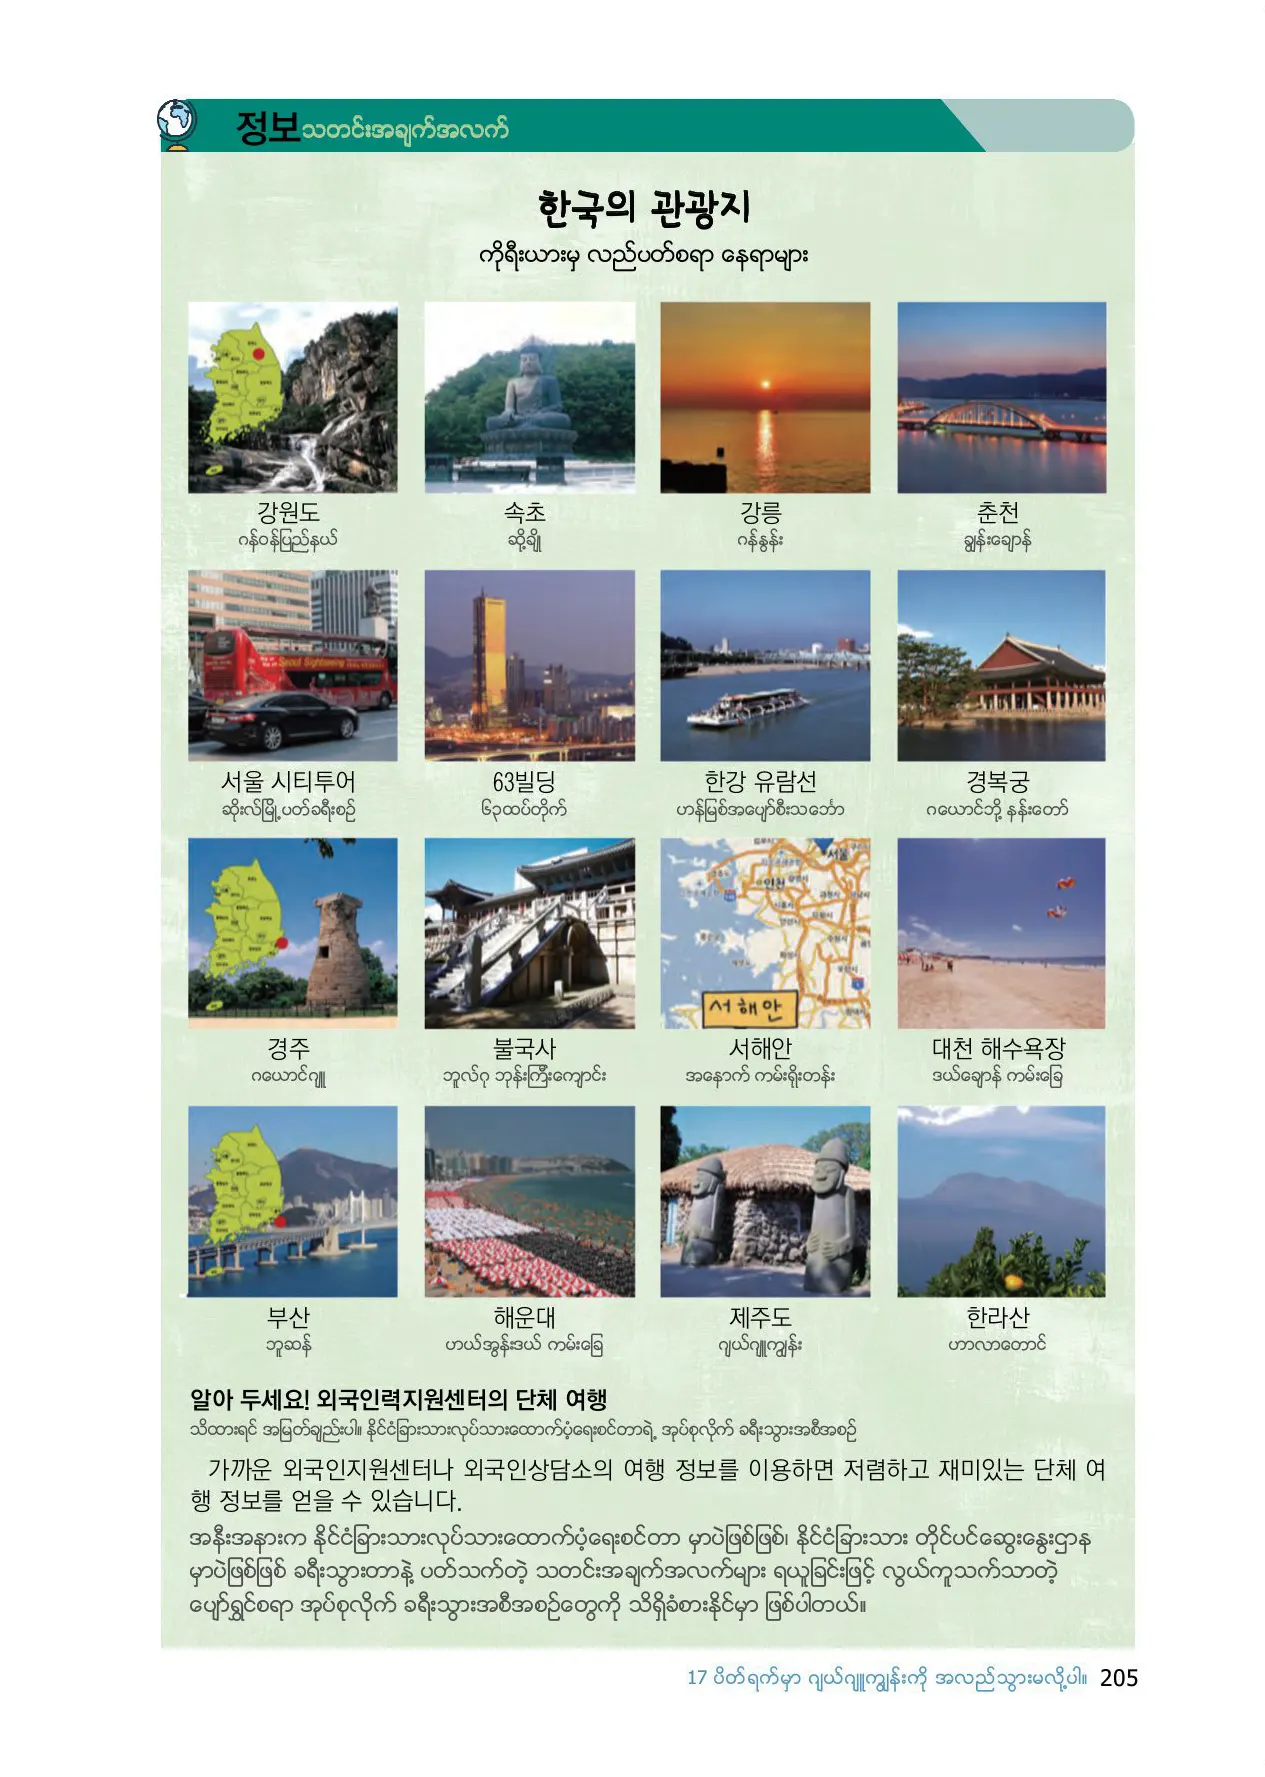 정보 သတင်းအချက်အလက်
한국의 관광지
ကိုရီးယားမှ လည်ပတ်စရာ နေရာများ
강원도 속초 강릉 춘천
ဂန်ဝန်ပြည်နယ် ဆို့ချို ဂန်နွန်း ချွန်းချောန်
Seoul Sightseeing
서울 시티투어 63빌딩 한강 유람선 경복궁
ဆိုးလ်မြို့ပတ်ခရီးစဉ် ၆၃ထပ်တိုက် ဟန်မြစ်အပျော်စီးသင်္ဘော ဂယောင်ဘို့ နန်းတော်
서울
인천
서해안
경주 불국사 서해안 대천 해수욕장
ဂယောင်ဂျူ ဘူလ်ဂု ဘုန်းကြီးကျောင်း အနောက် ကမ်းရိုးတန်း ဒယ်ချောန် ကမ်းခြေ
부산 해운대 제주도 한라산
ဘူဆန် ဟယ်အွန်းဒယ် ကမ်းခြေ ဂျယ်ဂျူကျွန်း ဟာလာတောင်
알아 두세요! 외국인력지원센터의 단체 여행
သိထားရင် အမြတ်ချည်းပါ။ နိုင်ငံခြားသားလုပ်သားထောက်ပံ့ရေးစင်တာရဲ့ အုပ်စုလိုက် ခရီးသွားအစီအစဉ်
가까운 외국인지원센터나 외국인상담소의 여행 정보를 이용하면 저렴하고 재미있는 단체 여
행 정보를 얻을 수 있습니다.
အနီးအနားက နိုင်ငံခြားသားလုပ်သားထောက်ပံ့ရေးစင်တာ မှာပဲဖြစ်ဖြစ်၊ နိုင်ငံခြားသား တိုင်ပင်ဆွေးနွေးဌာန
မှာပဲဖြစ်ဖြစ် ခရီးသွားတာနဲ့ ပတ်သက်တဲ့ သတင်းအချက်အလက်များ ရယူခြင်းဖြင့် လွယ်ကူသက်သာတဲ့
ပျော်ရွှင်စရာ အုပ်စုလိုက် ခရီးသွားအစီအစဉ်တွေကို သိရှိခံစားနိုင်မှာ ဖြစ်ပါတယ်။
17 ပိတ်ရက်မှာ ဂျယ်ဂျူကျွန်းကို အလည်သွားမလို့ပါ။ 205